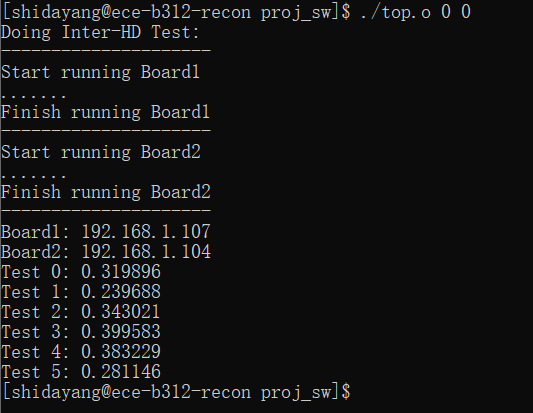 [shidayang@ece-b312-recon proj_sw]$ ./top.o 0 0
Doing Inter-HD Test:
---------------------
Start running Board1
.......
Finish running Board1
---------------------
Start running Board2
.......
Finish running Board2
---------------------
Board1: 192.168.1.107
Board2: 192.168.1.104
Test 0: 0.319896
Test 1: 0.239688
Test 2: 0.343021
Test 3: 0.399583
Test 4: 0.383229
Test 5: 0.281146
[shidayang@ece-b312-recon proj_sw]$